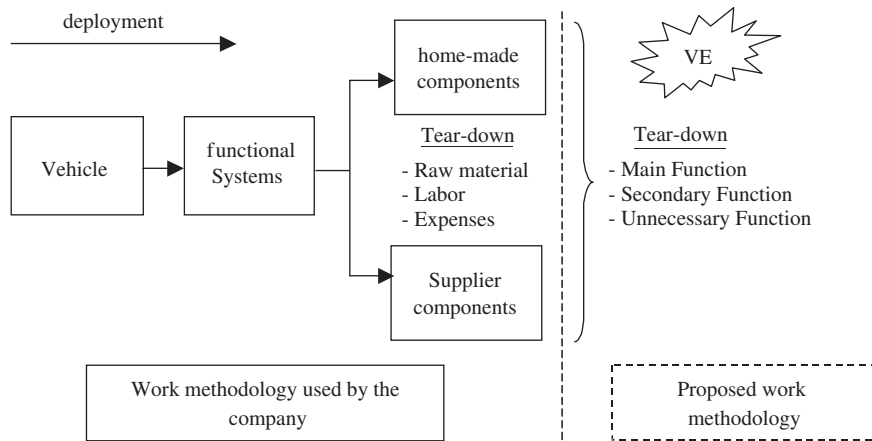 deployment
Vehicle
functional
Systems
home-made
components
Tear-down
- Raw material
- Labor
- Expenses
Supplier
components
VE
Tear-down
- Main Function
- Secondary Function
- Unnecessary Function
Work methodology used by the
company
Proposed work
methodology